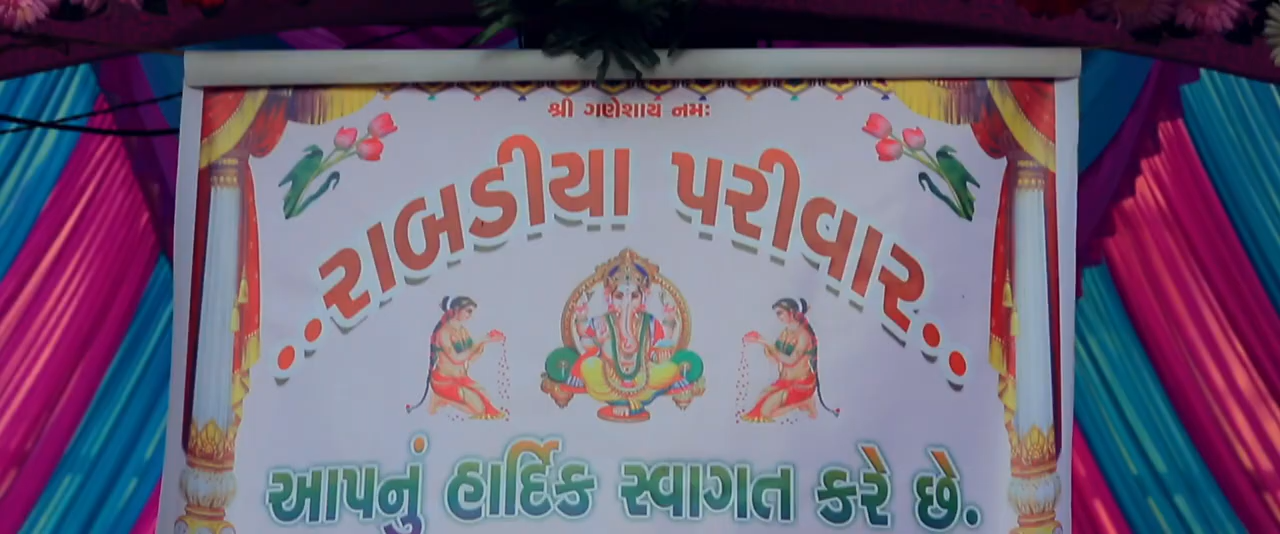 શ્રી ગણેશાય નમઃ
..રાબડીયા પરીવાર..
આપનું હાર્દિક સ્વાગત કરે છે.